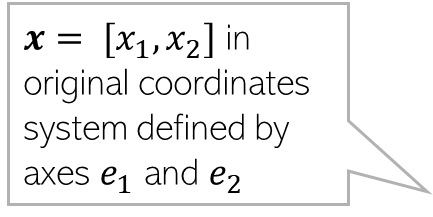 𝒙 = [𝑥₁, 𝑥₂] in
original coordinates
system defined by
axes 𝒆₁ and 𝒆₂